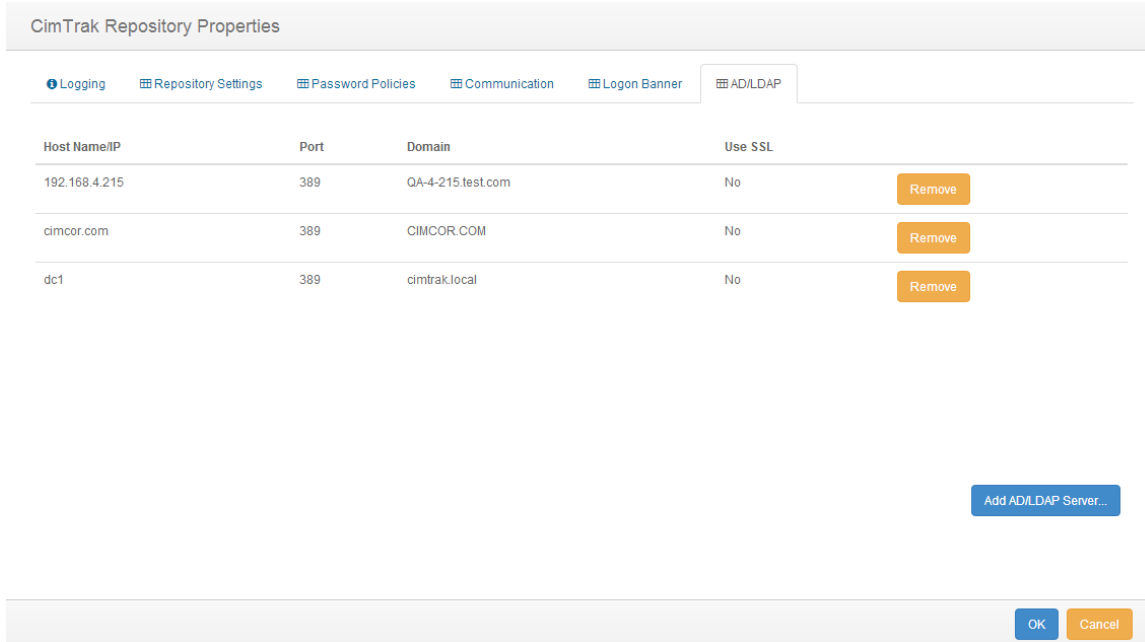 CimTrak Repository Properties
Logging Repository Settings Password Policies Communication Logon Banner AD/LDAP
Host Name/IP Port Domain Use SSL
192.168.4.215 389 QA-4-215.test.com No Remove
cimcor.com 389 CIMCOR.COM No Remove
dc1 389 cimtrak.local No Remove
Add AD/LDAP Server...
OK Cancel